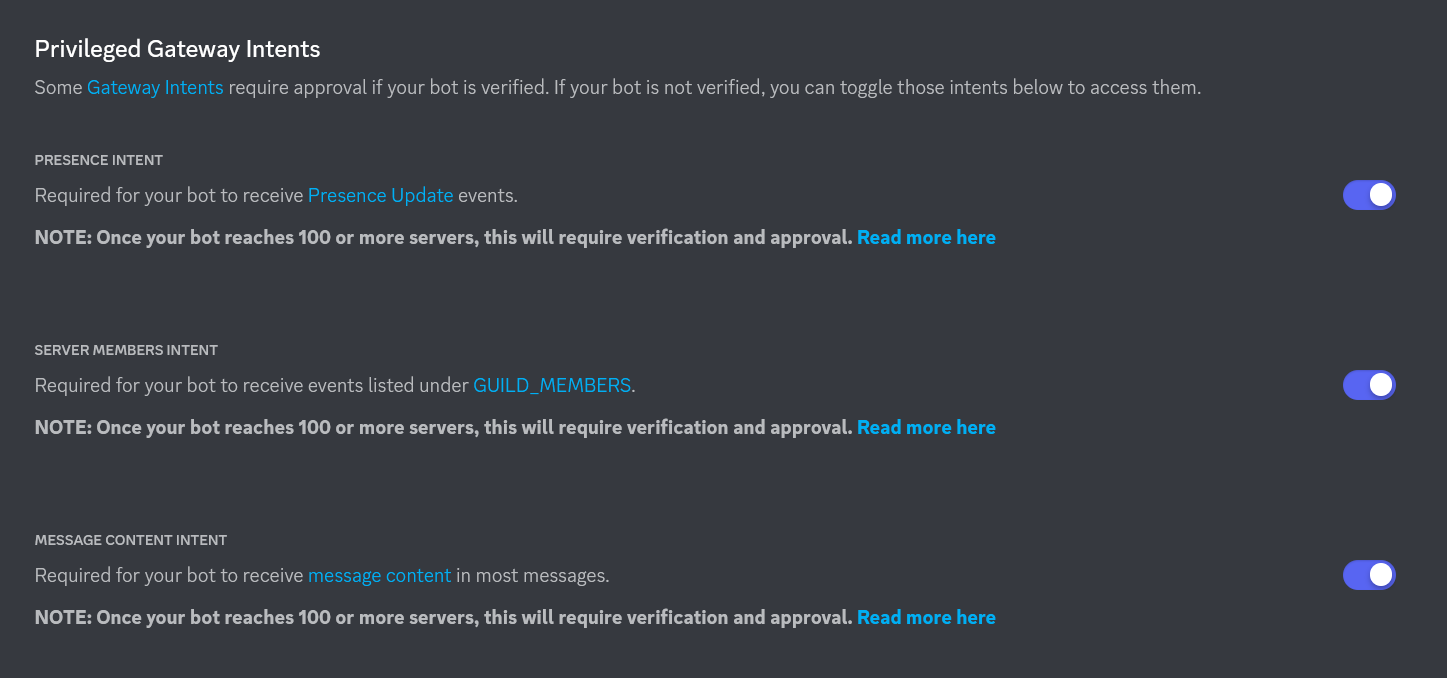 Privileged Gateway Intents
Some Gateway Intents require approval if your bot is verified. If your bot is not verified, you can toggle those intents below to access them.
PRESENCE INTENT
Required for your bot to receive Presence Update events.
NOTE: Once your bot reaches 100 or more servers, this will require verification and approval. Read more here
SERVER MEMBERS INTENT
Required for your bot to receive events listed under GUILD_MEMBERS.
NOTE: Once your bot reaches 100 or more servers, this will require verification and approval. Read more here
MESSAGE CONTENT INTENT
Required for your bot to receive message content in most messages.
NOTE: Once your bot reaches 100 or more servers, this will require verification and approval. Read more here